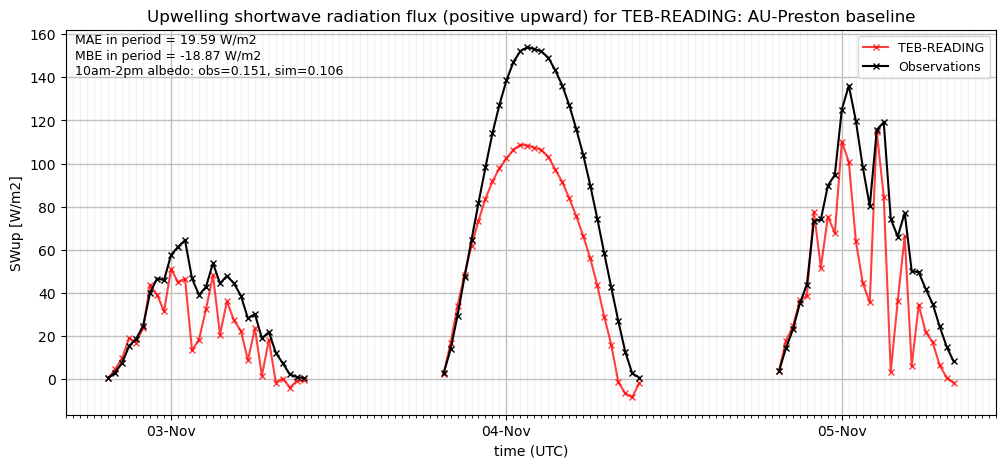 Upwelling shortwave radiation flux (positive upward) for TEB-READING: AU-Preston baseline
MAE in period = 19.59 W/m2
MBE in period = -18.87 W/m2
10am-2pm albedo: obs=0.151, sim=0.106
TEB-READING
Observations
SWup [W/m2]
160
140
120
100
80
60
40
20
0
03-Nov
04-Nov
05-Nov
time (UTC)